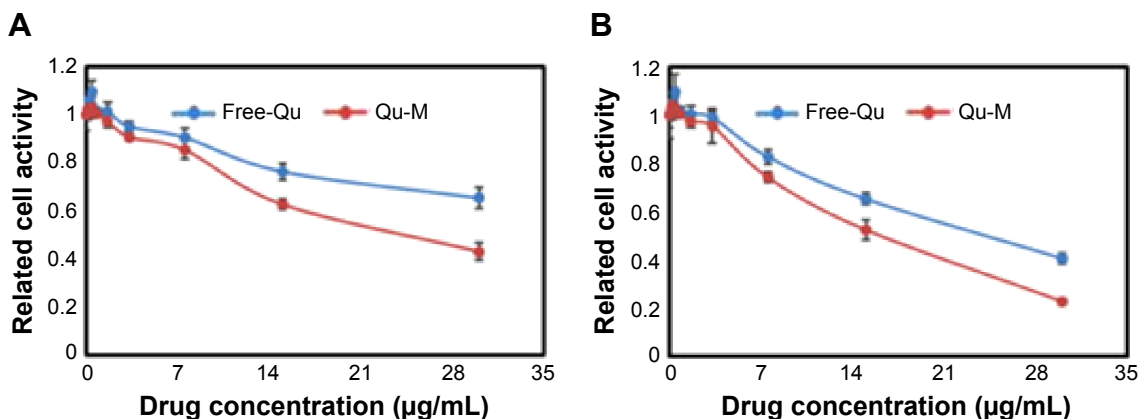 A
Related cell activity
1.2
1
0.8
0.6
0.4
0.2
0
Free-Qu
Qu-M
0 7 14 21 28 35
Drug concentration (µg/mL)
B
Related cell activity
1.2
1.0
0.8
0.6
0.4
0.2
0
Free-Qu
Qu-M
0 7 14 21 28 35
Drug concentration (µg/mL)